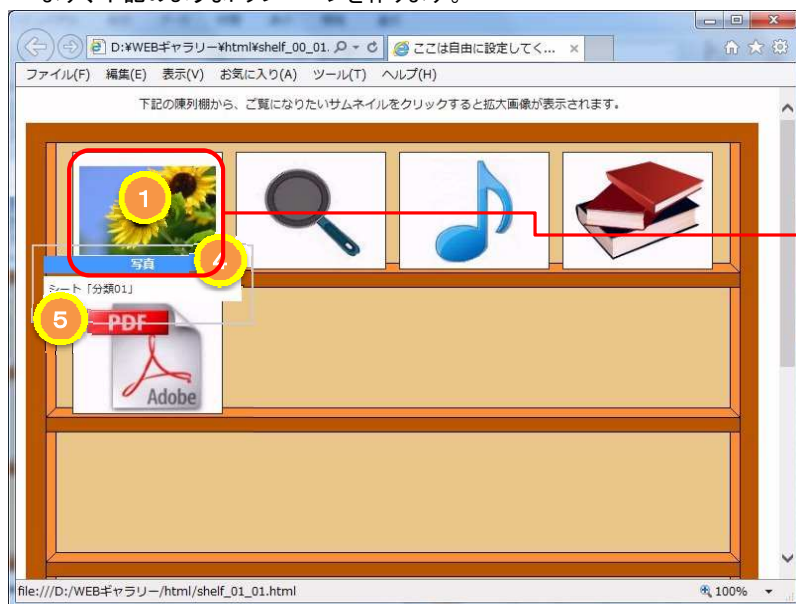 D:¥WEBギャラリー¥html¥shelf_00_01.
ここは自由に設定してく...
ファイル(F) 編集(E) 表示(V) お気に入り(A) ツール(T) ヘルプ(H)
下記の陳列棚から、ご覧になりたいサムネイルをクリックすると拡大画像が表示されます。
1
写真
4
シート「分類01」
5
PDF
Adobe
file:///D:/WEBギャラリー/html/shelf_01_01.html
100%